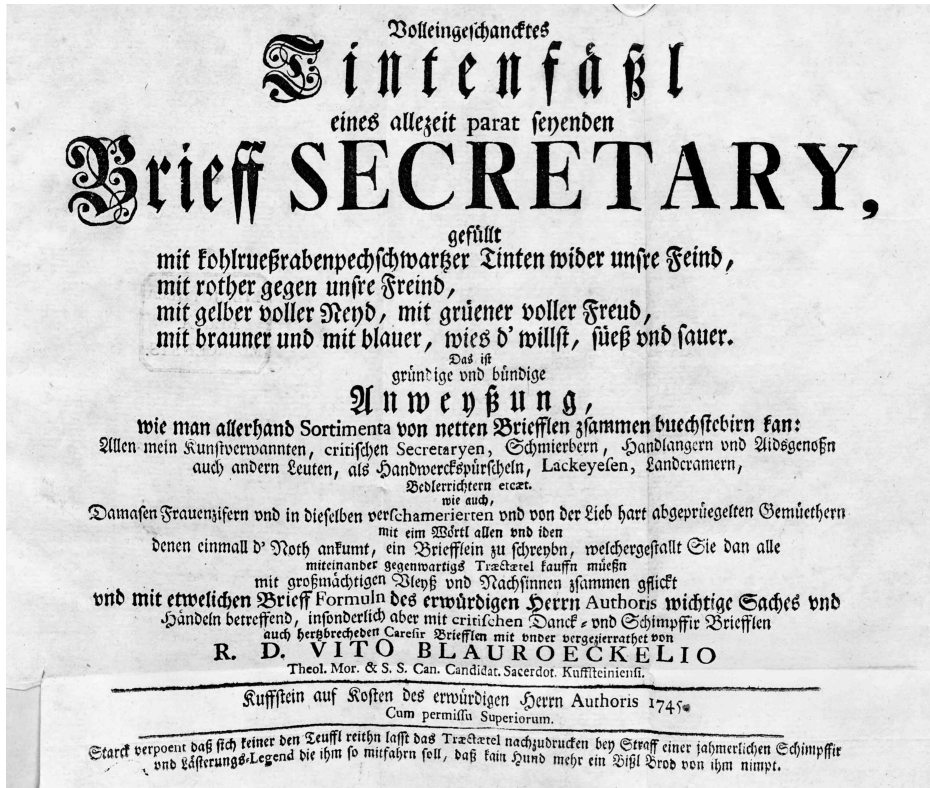 Volleingeschancktes
Tintenfäßl
eines allezeit parat seyenden
Brieff SECRETARY,
gefüllt
mit kohlrueßrabenpechschwartzer Tinten wider unsre Feind,
mit rother gegen unsre Freind,
mit gelber voller Neyd, mit grüener voller Freud,
mit brauner und mit blauer, wies d' willst, süeß vnd sauer.
Das ist
gründige vnd bündige
Anweyßung,
wie man allerhand Sortimenta von netten Briefflen zsammen buechstebirn kan:
Allen mein Kunstverwannten, critischen Secretaryen, Schmierbern, Handlangern vnd Aidsgenoßn
auch andern Leuten, als Handwerckspürscheln, Lackeyesen, Landcramern,
Bedlerrichtern etcæt.
wie auch,
Damasen Frauenzifern vnd in dieselben verschamerierten vnd von der Lieb hart abgeprüegelten Gemüethern
mit eim Wörtl allen vnd iden
denen einmall d' Noth ankumt, ein Briefflein zu schreybn, welchergestallt Sie dan alle
miteinander gegenwartigs Træctætel kauffn müeßn
mit großmächtigen Vleyß vnd Nachsinnen zsammen gflickt
vnd mit etwelichen Brieff Formuln des erwürdigen Herrn Authoris wichtige Saches vnd
Händeln betreffend, insonderlich aber mit critischen Danck- vnd Schimpffir Briefflen
auch hertzbrecheden Caresir Briefflen mit vnder vergezierrathet von
R. D. VITO BLAUROECKELIO
Theol. Mor. & S. S. Can. Candidat. Sacerdot. Kuffsteiniensi.
Kuffstein auf Kosten des erwürdigen Herrn Authoris 1745.
Cum permissu Superiorum.
Starck verpoent daß sich keiner den Teuffl reithn lasst das Træctætel nachzudrucken bey Straff einer jahmerlichen Schimpffir
vnd Lästerungs-Legend die ihm so mitfahrn soll, daß kain Hund mehr ein Bißl Brod von ihm nimpt.